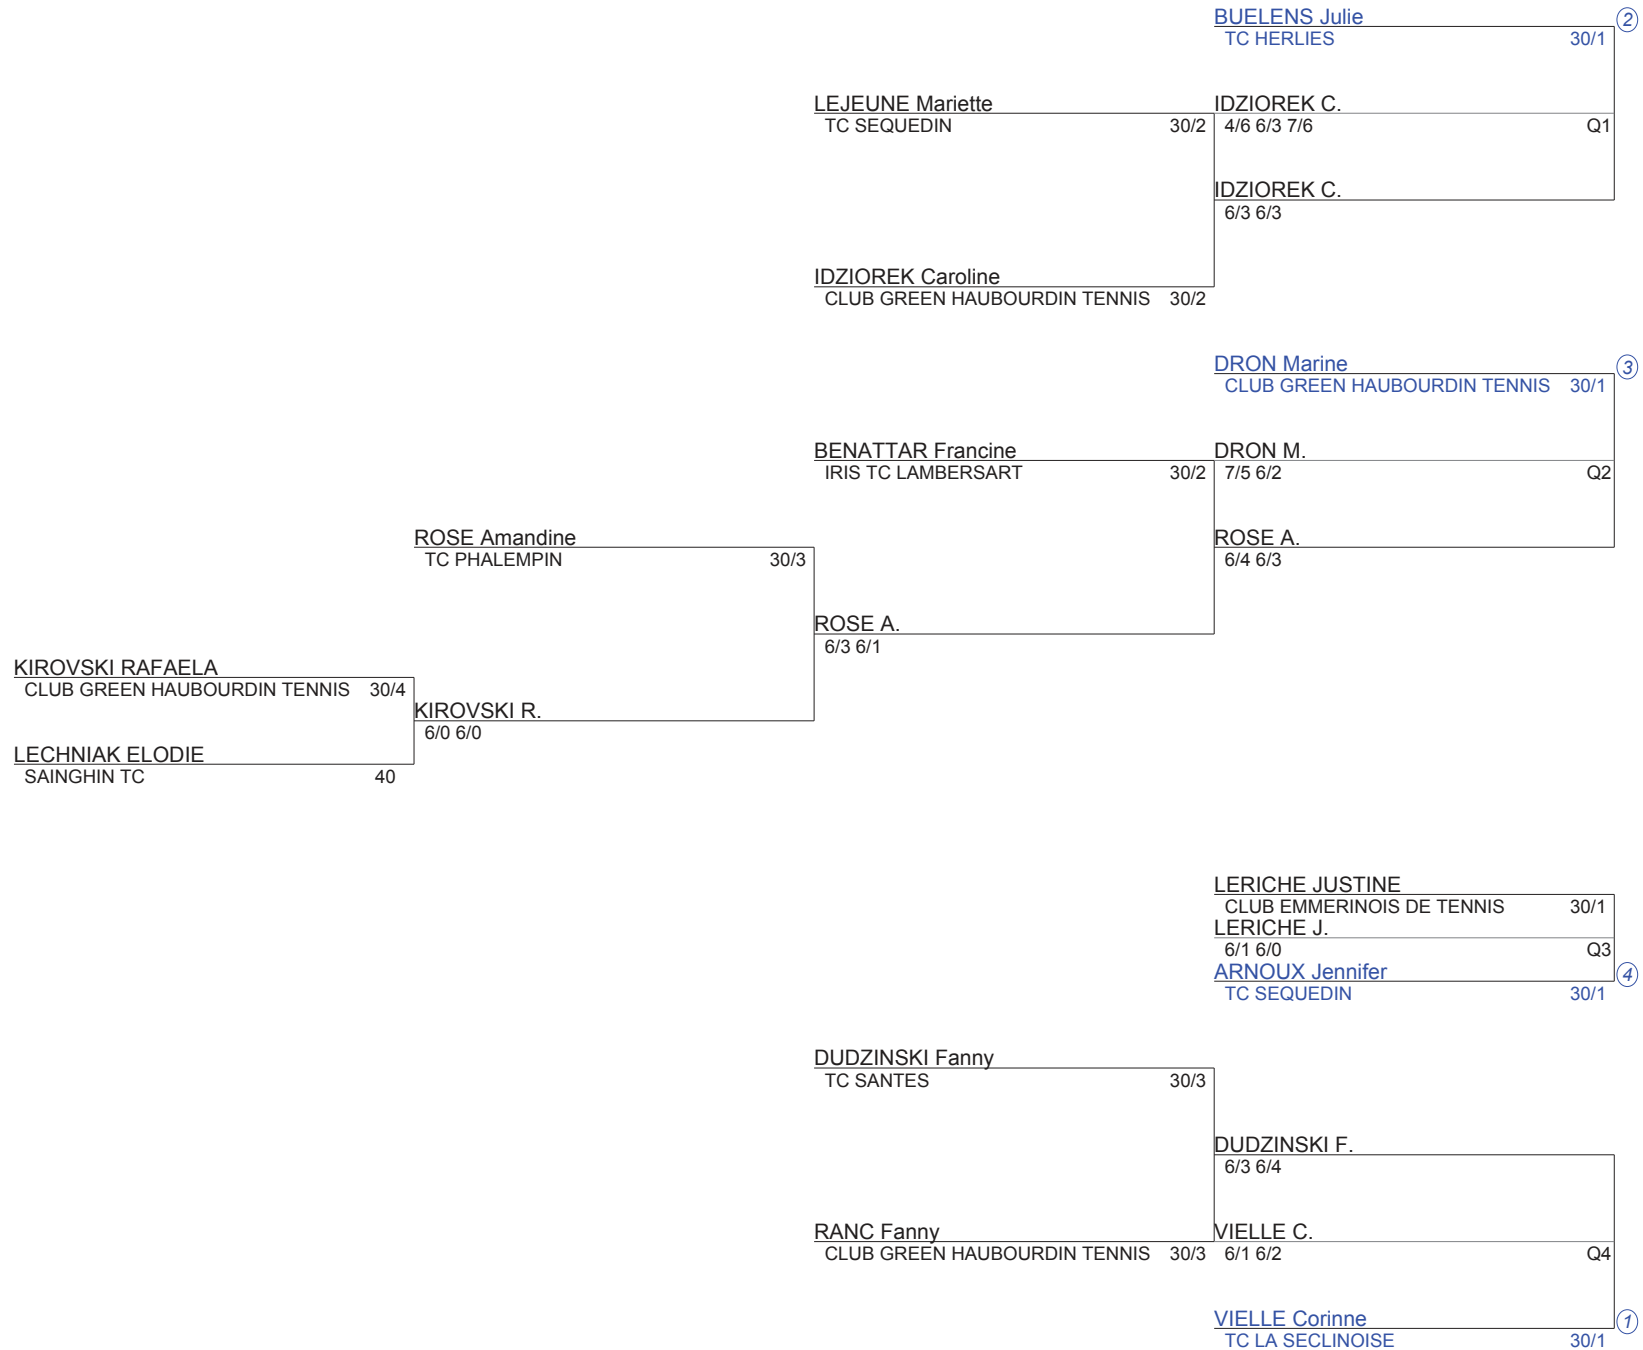 BUELENS Julie 2
TC HERLIES 30/1
LEJEUNE Mariette IDZIOREK C.
TC SEQUEDIN 30/2 4/6 6/3 7/6 Q1
IDZIOREK C.
6/3 6/3
IDZIOREK Caroline
CLUB GREEN HAUBOURDIN TENNIS 30/2
DRON Marine 3
CLUB GREEN HAUBOURDIN TENNIS 30/1
BENATTAR Francine DRON M.
IRIS TC LAMBERSART 30/2 7/5 6/2 Q2
ROSE Amandine ROSE A.
TC PHALEMPIN 30/3 6/4 6/3
ROSE A.
6/3 6/1
KIROVSKI RAFAELA
CLUB GREEN HAUBOURDIN TENNIS 30/4
KIROVSKI R.
6/0 6/0
LECHNIAK ELODIE
SAINGHIN TC 40
LERICHE JUSTINE
CLUB EMMERINOIS DE TENNIS 30/1
LERICHE J.
6/1 6/0 Q3
ARNOUX Jennifer 4
TC SEQUEDIN 30/1
DUDZINSKI Fanny
TC SANTES 30/3
DUDZINSKI F.
6/3 6/4
RANC Fanny VIELLE C.
CLUB GREEN HAUBOURDIN TENNIS 30/3 6/1 6/2 Q4
VIELLE Corinne 1
TC LA SECLINOISE 30/1